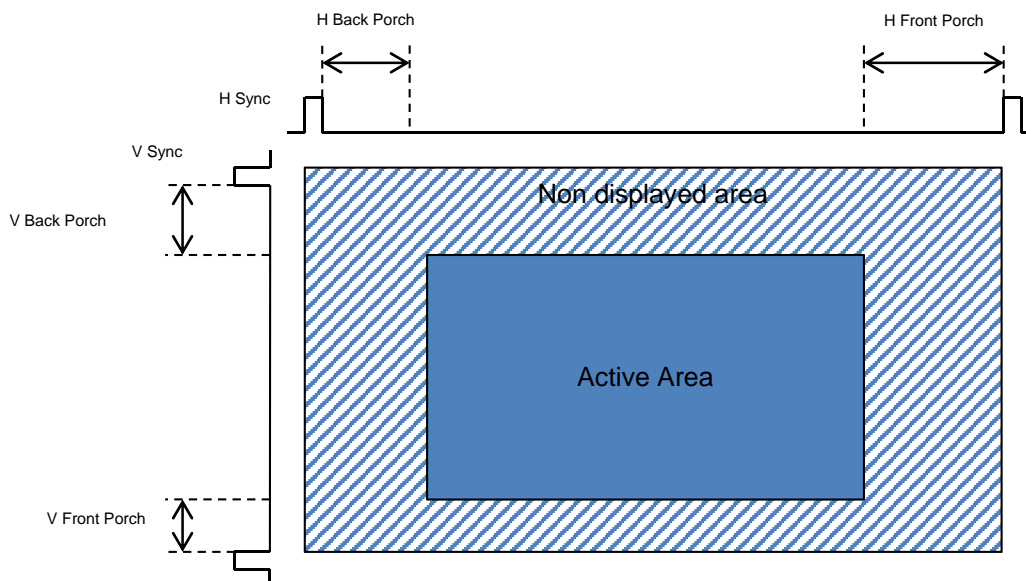 H Back Porch
H Front Porch
H Sync
V Sync
Non displayed area
V Back Porch
Active Area
V Front Porch